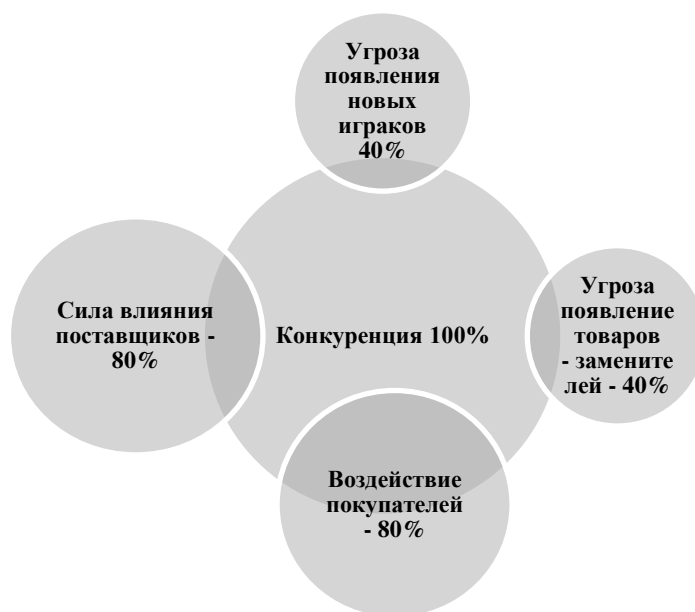 Угроза
появления
новых
играков
40%
Сила влияния
поставщиков -
80%
Конкуренция 100%
Угроза
появление
товаров
- замените
лей - 40%
Воздействие
покупателей
- 80%